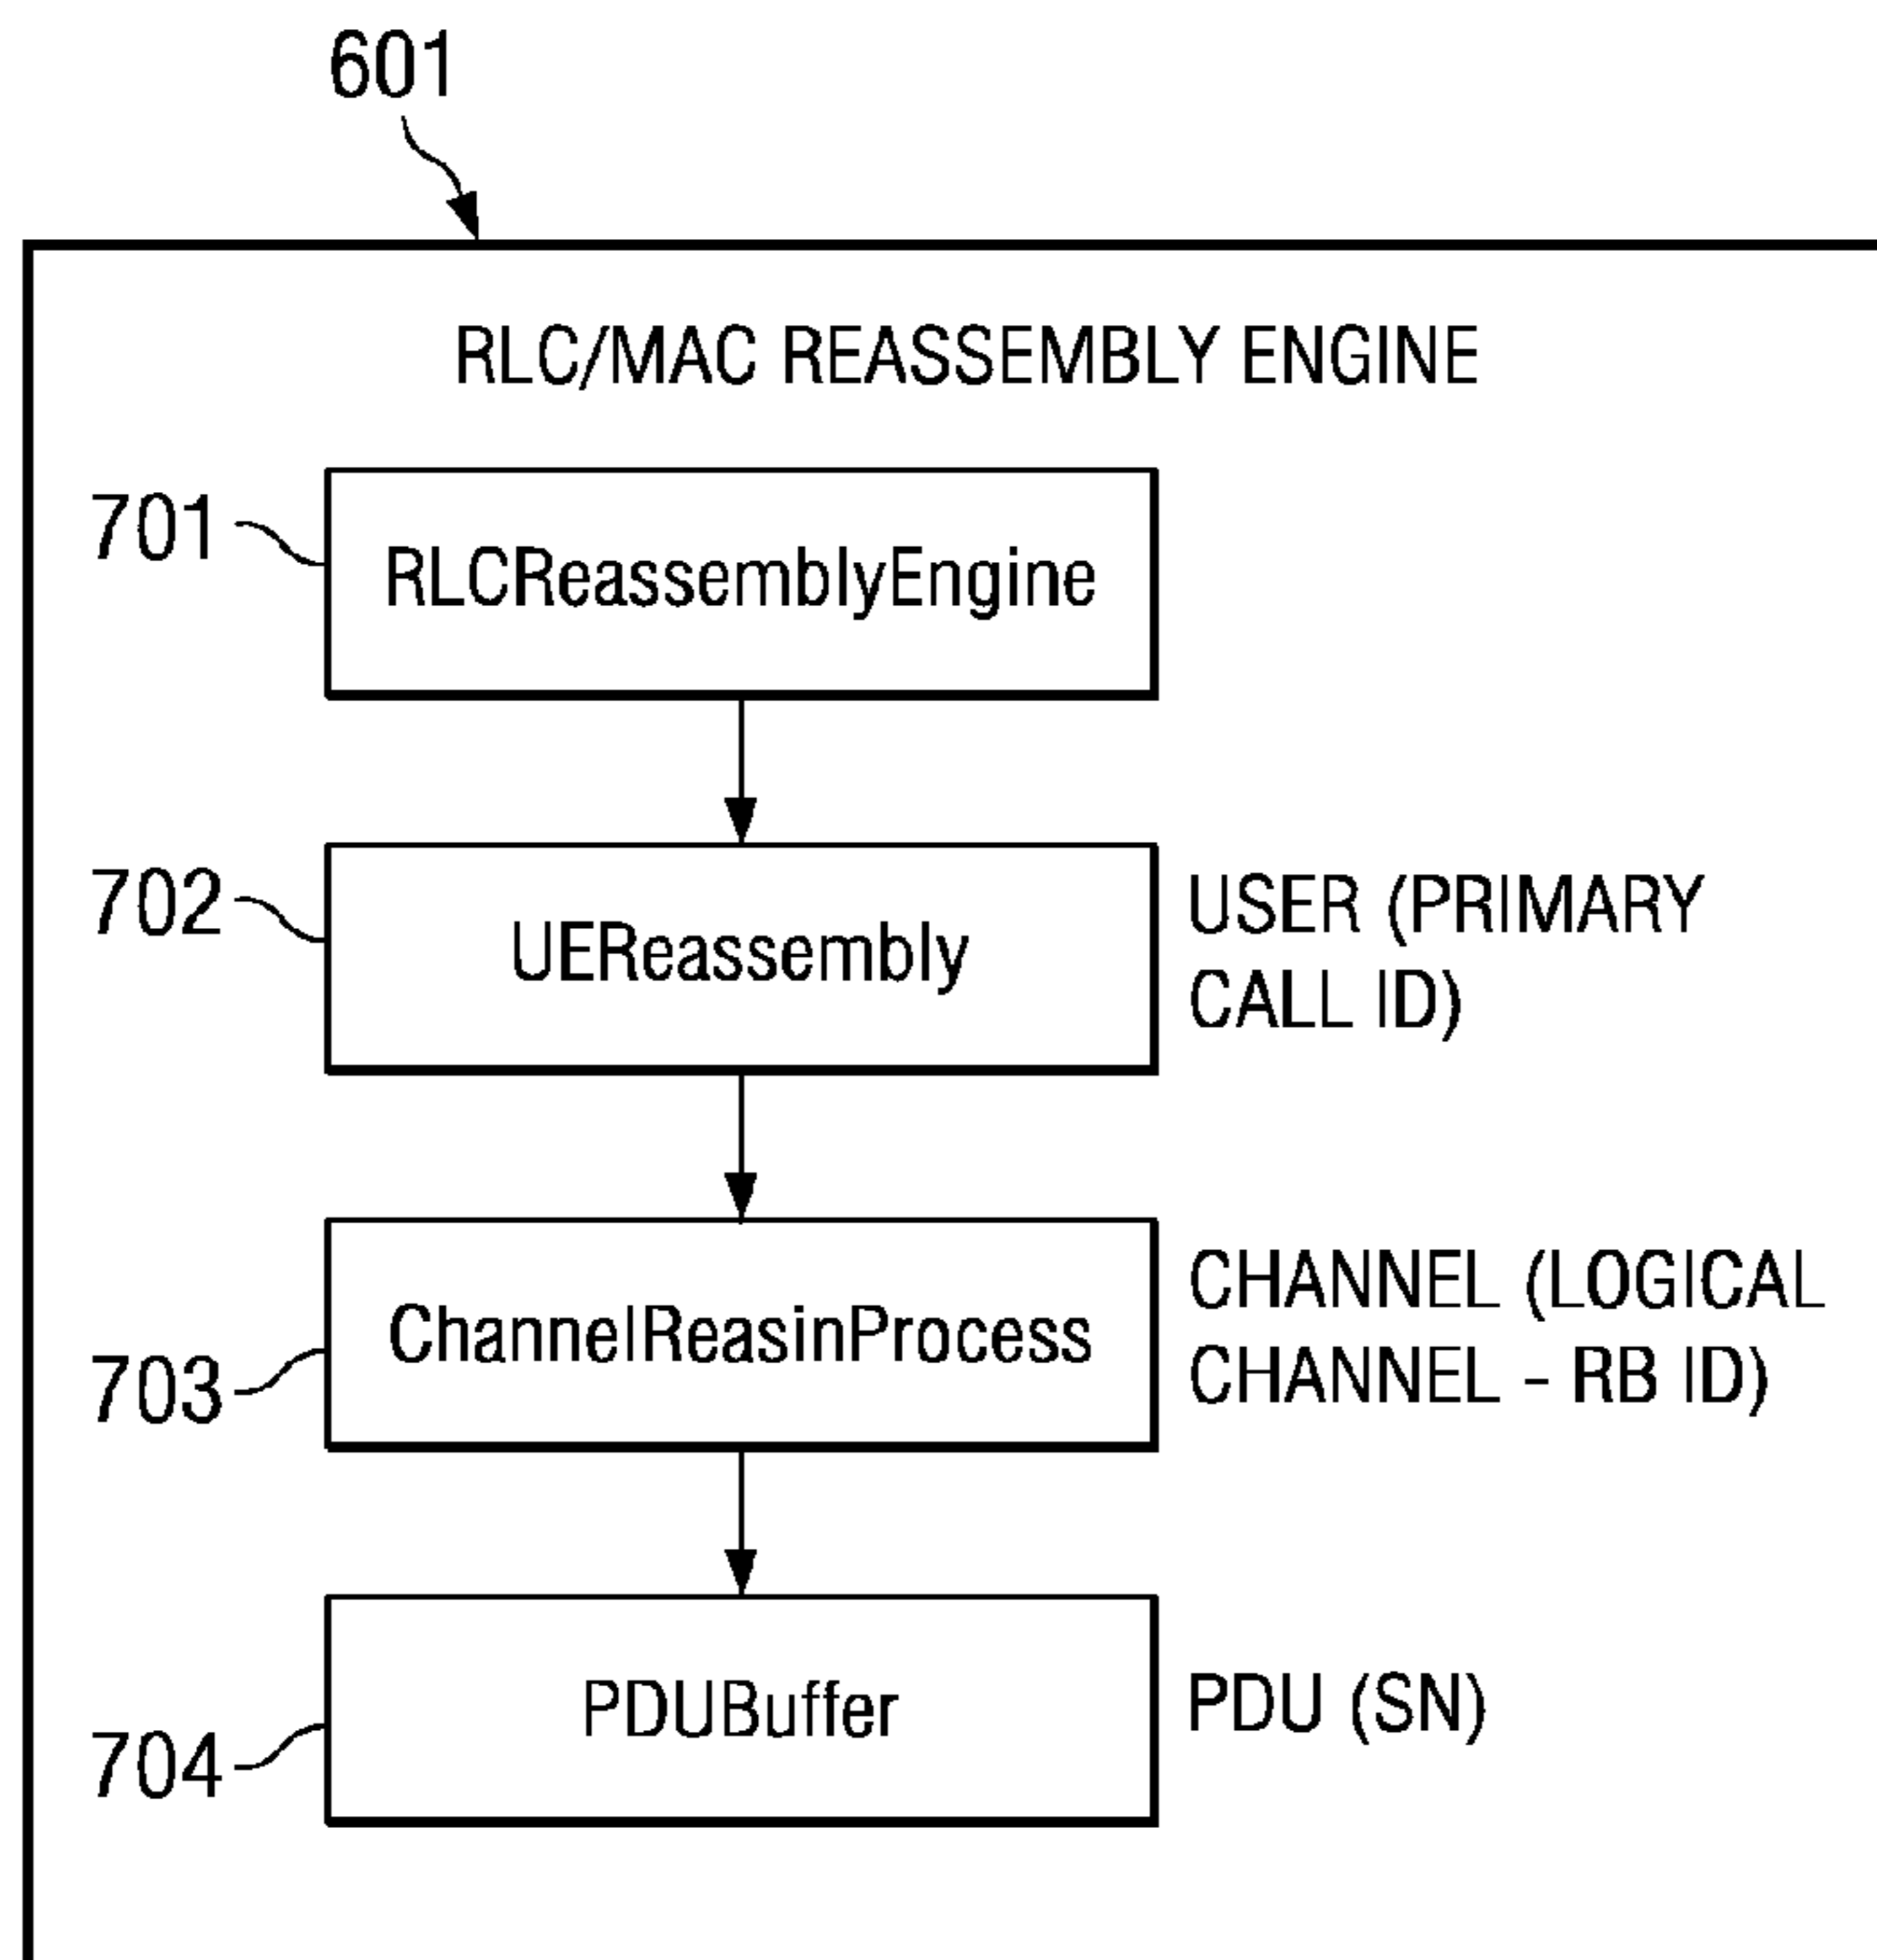 601
RLC/MAC REASSEMBLY ENGINE
701
RLCReassemblyEngine
702
UEReassembly
USER (PRIMARY
CALL ID)
703
ChannelReasinProcess
CHANNEL (LOGICAL
CHANNEL - RB ID)
704
PDUBuffer
PDU (SN)